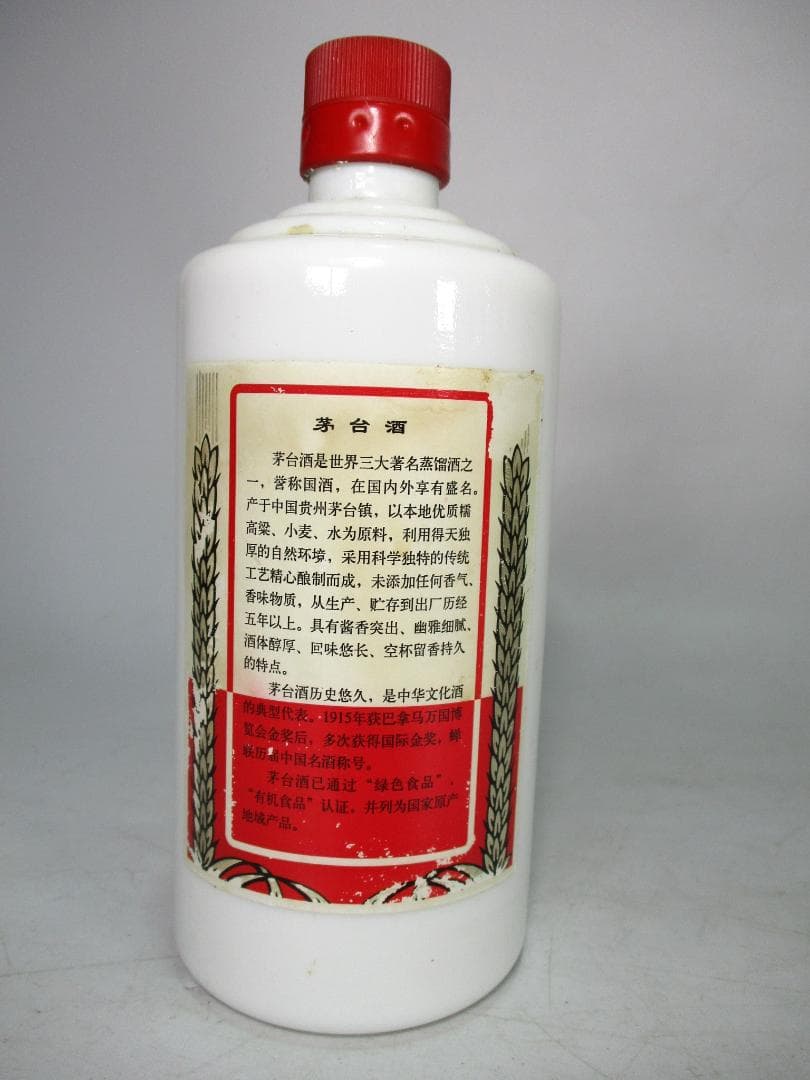 茅台酒
茅台酒是世界三大著名蒸馏酒之
一，誉称国酒，在国内外享有盛名。
产于中国贵州茅台镇，以本地优质糯
高粱、小麦、水为原料，利用得天独
厚的自然环境，采用科学独特的传统
工艺精心酿制而成，未添加任何香气、
香味物质，从生产、贮存到出厂历经
五年以上。具有酱香突出、幽雅细腻、
酒体醇厚、回味悠长、空杯留香持久
的特点。
茅台酒历史悠久，是中华文化酒
的典型代表。1915年获巴拿马万国博
览会金奖后，多次获得国际金奖，蝉
联历届中国名酒称号。
茅台酒已通过“绿色食品”，
“有机食品”认证。并列为国家原产
地域产品。